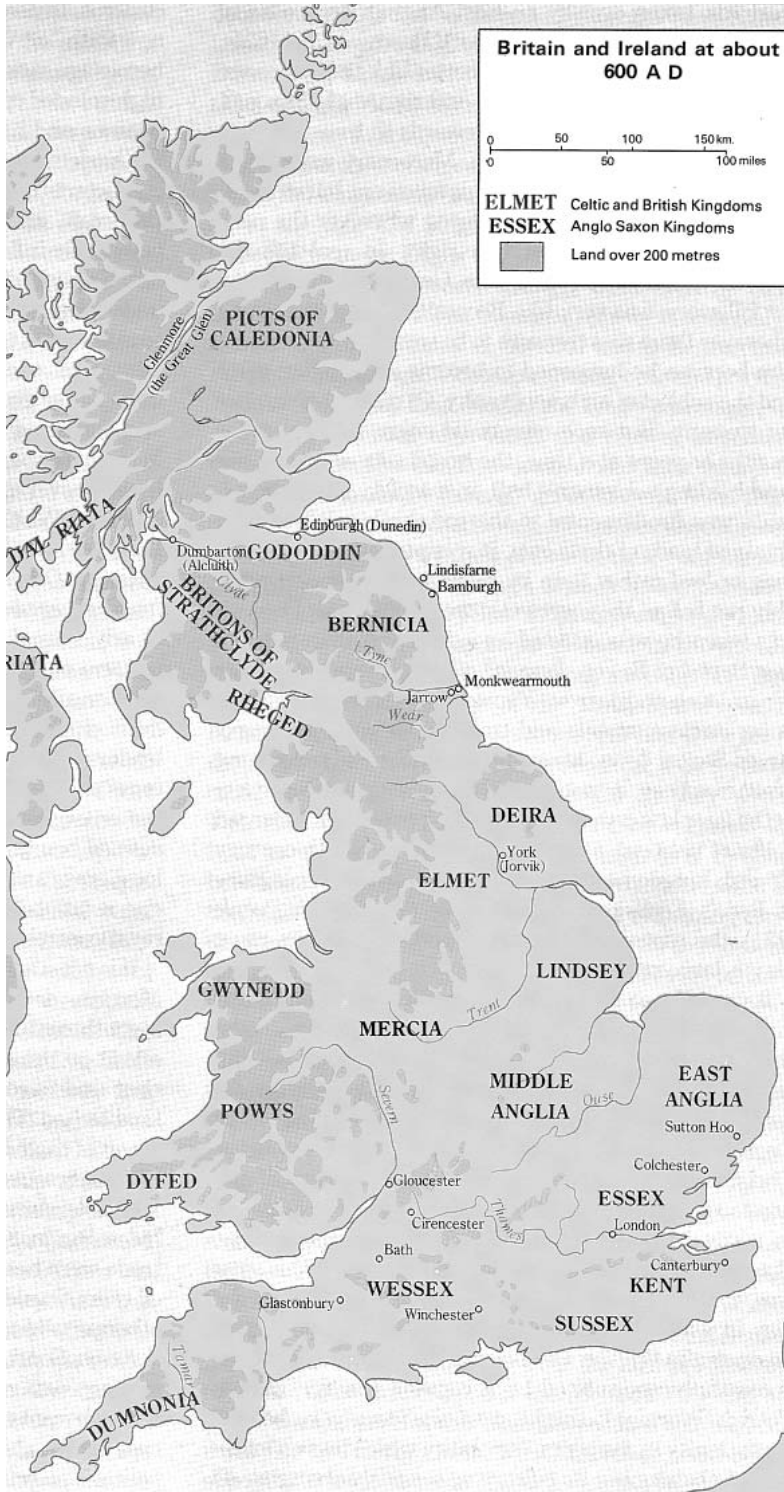 Britain and Ireland at about
600 A D
0 50 100 150 km.
0 50 100 miles
ELMET Celtic and British Kingdoms
ESSEX Anglo Saxon Kingdoms
Land over 200 metres
PICTS OF
CALEDONIA
Glenmore
(the Great Glen)
DAL RIATA
Edinburgh (Dunedin)
GODODDIN
Dumbarton
(Alcluith)
Clyde
Lindisfarne
Bamburgh
BRITONS OF
STRATHCLYDE
BERNICIA
RIATA
Tyne
Monkwearmouth
Jarrow
RHEGED
Wear
DEIRA
York
(Jorvik)
ELMET
LINDSEY
GWYNEDD
Trent
MERCIA
MIDDLE
ANGLIA
EAST
ANGLIA
Ouse
POWYS
Severn
Sutton Hoo
Colchester
DYFED
Gloucester
ESSEX
Cirencester
Thames
London
Bath
Canterbury
WESSEX
KENT
Glastonbury
Winchester
SUSSEX
Tamar
DUMNONIA